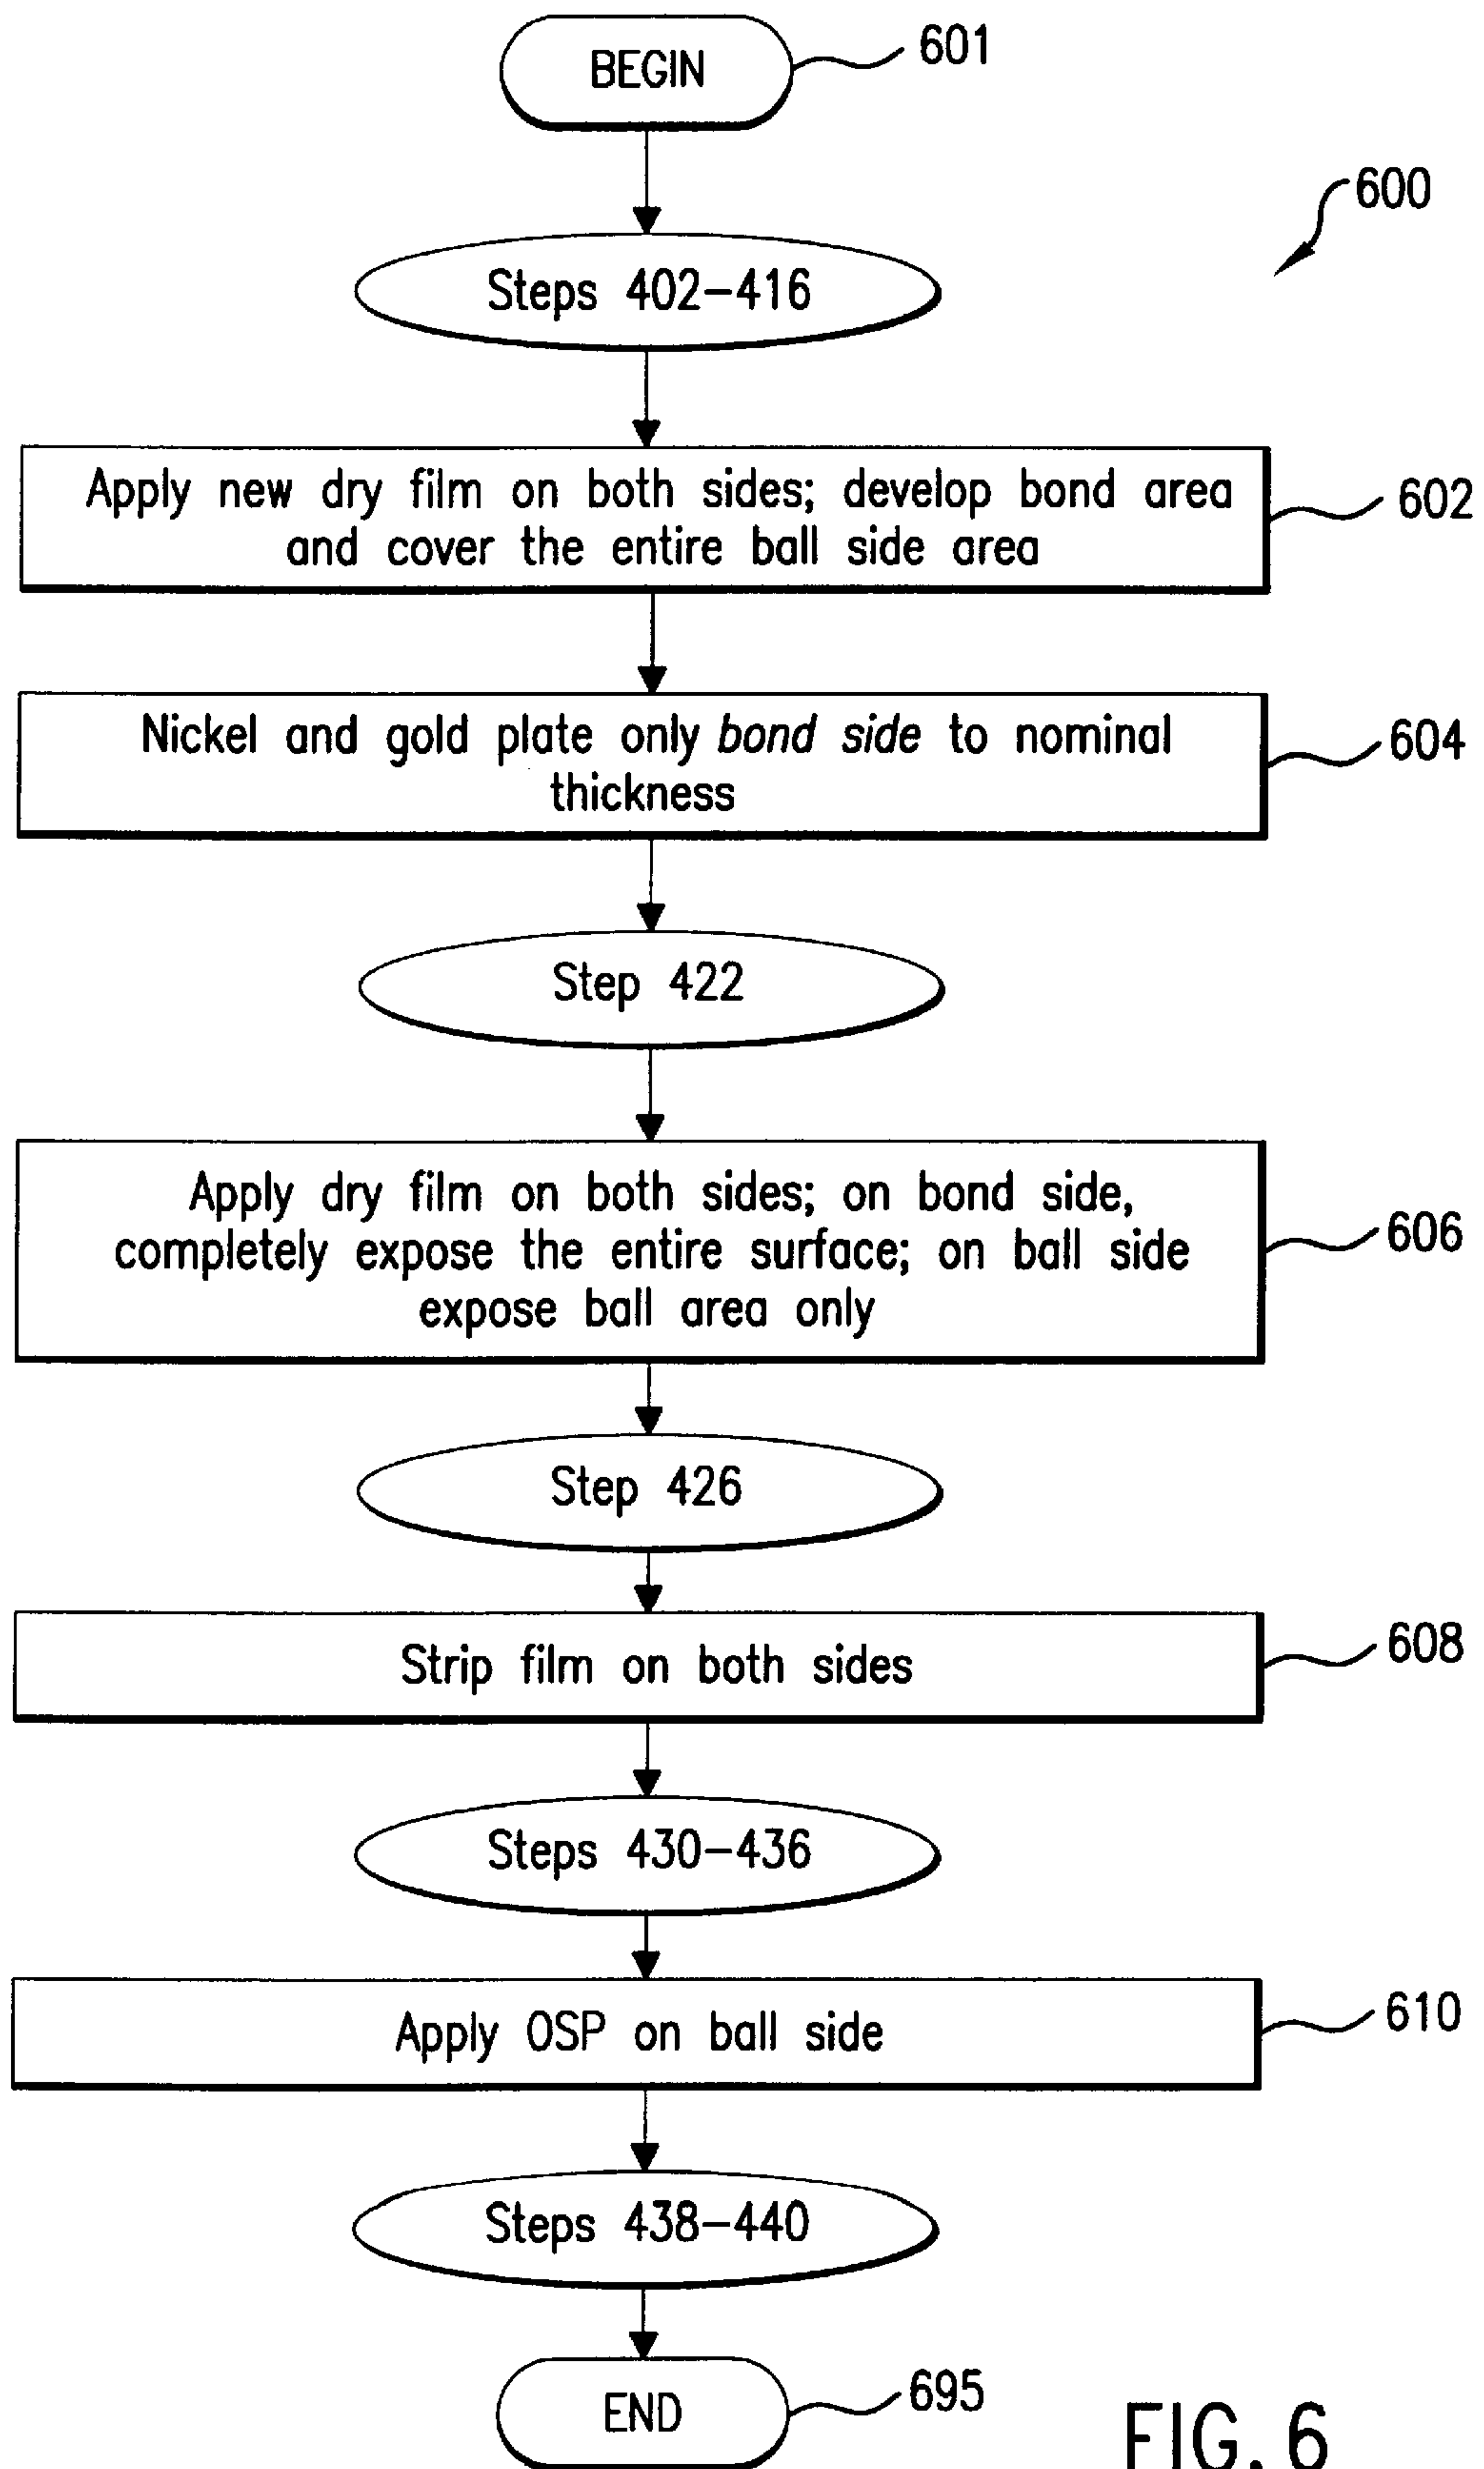 BEGIN
601
600
Steps 402-416
Apply new dry film on both sides; develop bond area
and cover the entire ball side area
602
Nickel and gold plate only bond side to nominal
thickness
604
Step 422
Apply dry film on both sides; on bond side,
completely expose the entire surface; on ball side
expose ball area only
606
Step 426
Strip film on both sides
608
Steps 430-436
Apply OSP on ball side
610
Steps 438-440
END
695
FIG. 6